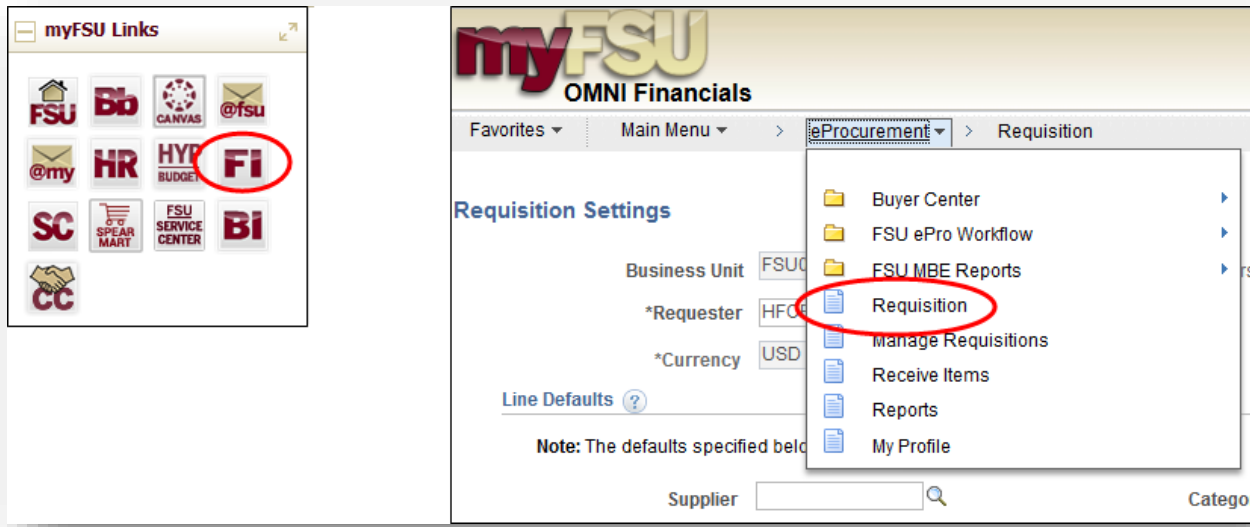 myFSU Links
FSU
Bb
CANVAS
@fsu
@my
HR
HYP
BUDGET
FI
SC
SPEAR
MART
FSU
SERVICE
CENTER
BI
CC
myFSU
OMNI Financials
Favorites Main Menu > eProcurement > Requisition
Buyer Center
FSU ePro Workflow
FSU MBE Reports
Requisition
Manage Requisitions
Receive Items
Reports
My Profile
Requisition Settings
Business Unit
*Requester
*Currency USD
Line Defaults ?
Note: The defaults specified
Supplier